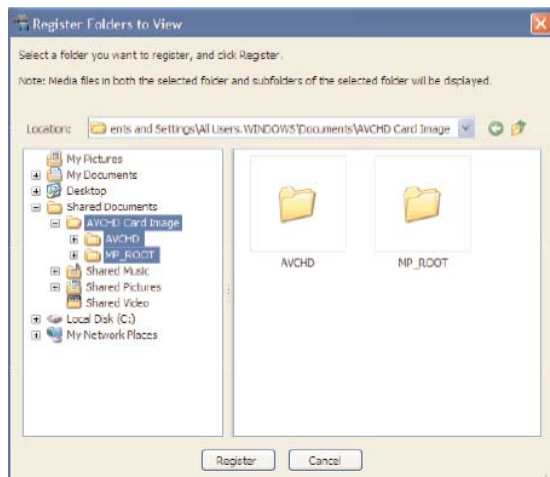 Register Folders to View
Select a folder you want to register, and click Register.
Note: Media files in both the selected folder and subfolders of the selected folder will be displayed.
Location: ents and Settings\All Users.WINDOWS\Documents\AVCHD Card Image
My Pictures
My Documents
Desktop
Shared Documents
AVCHD Card Image
AVCHD
MP_ROOT
Shared Music
Shared Pictures
Shared Video
Local Disk (C:)
My Network Places
AVCHD MP_ROOT
Register Cancel